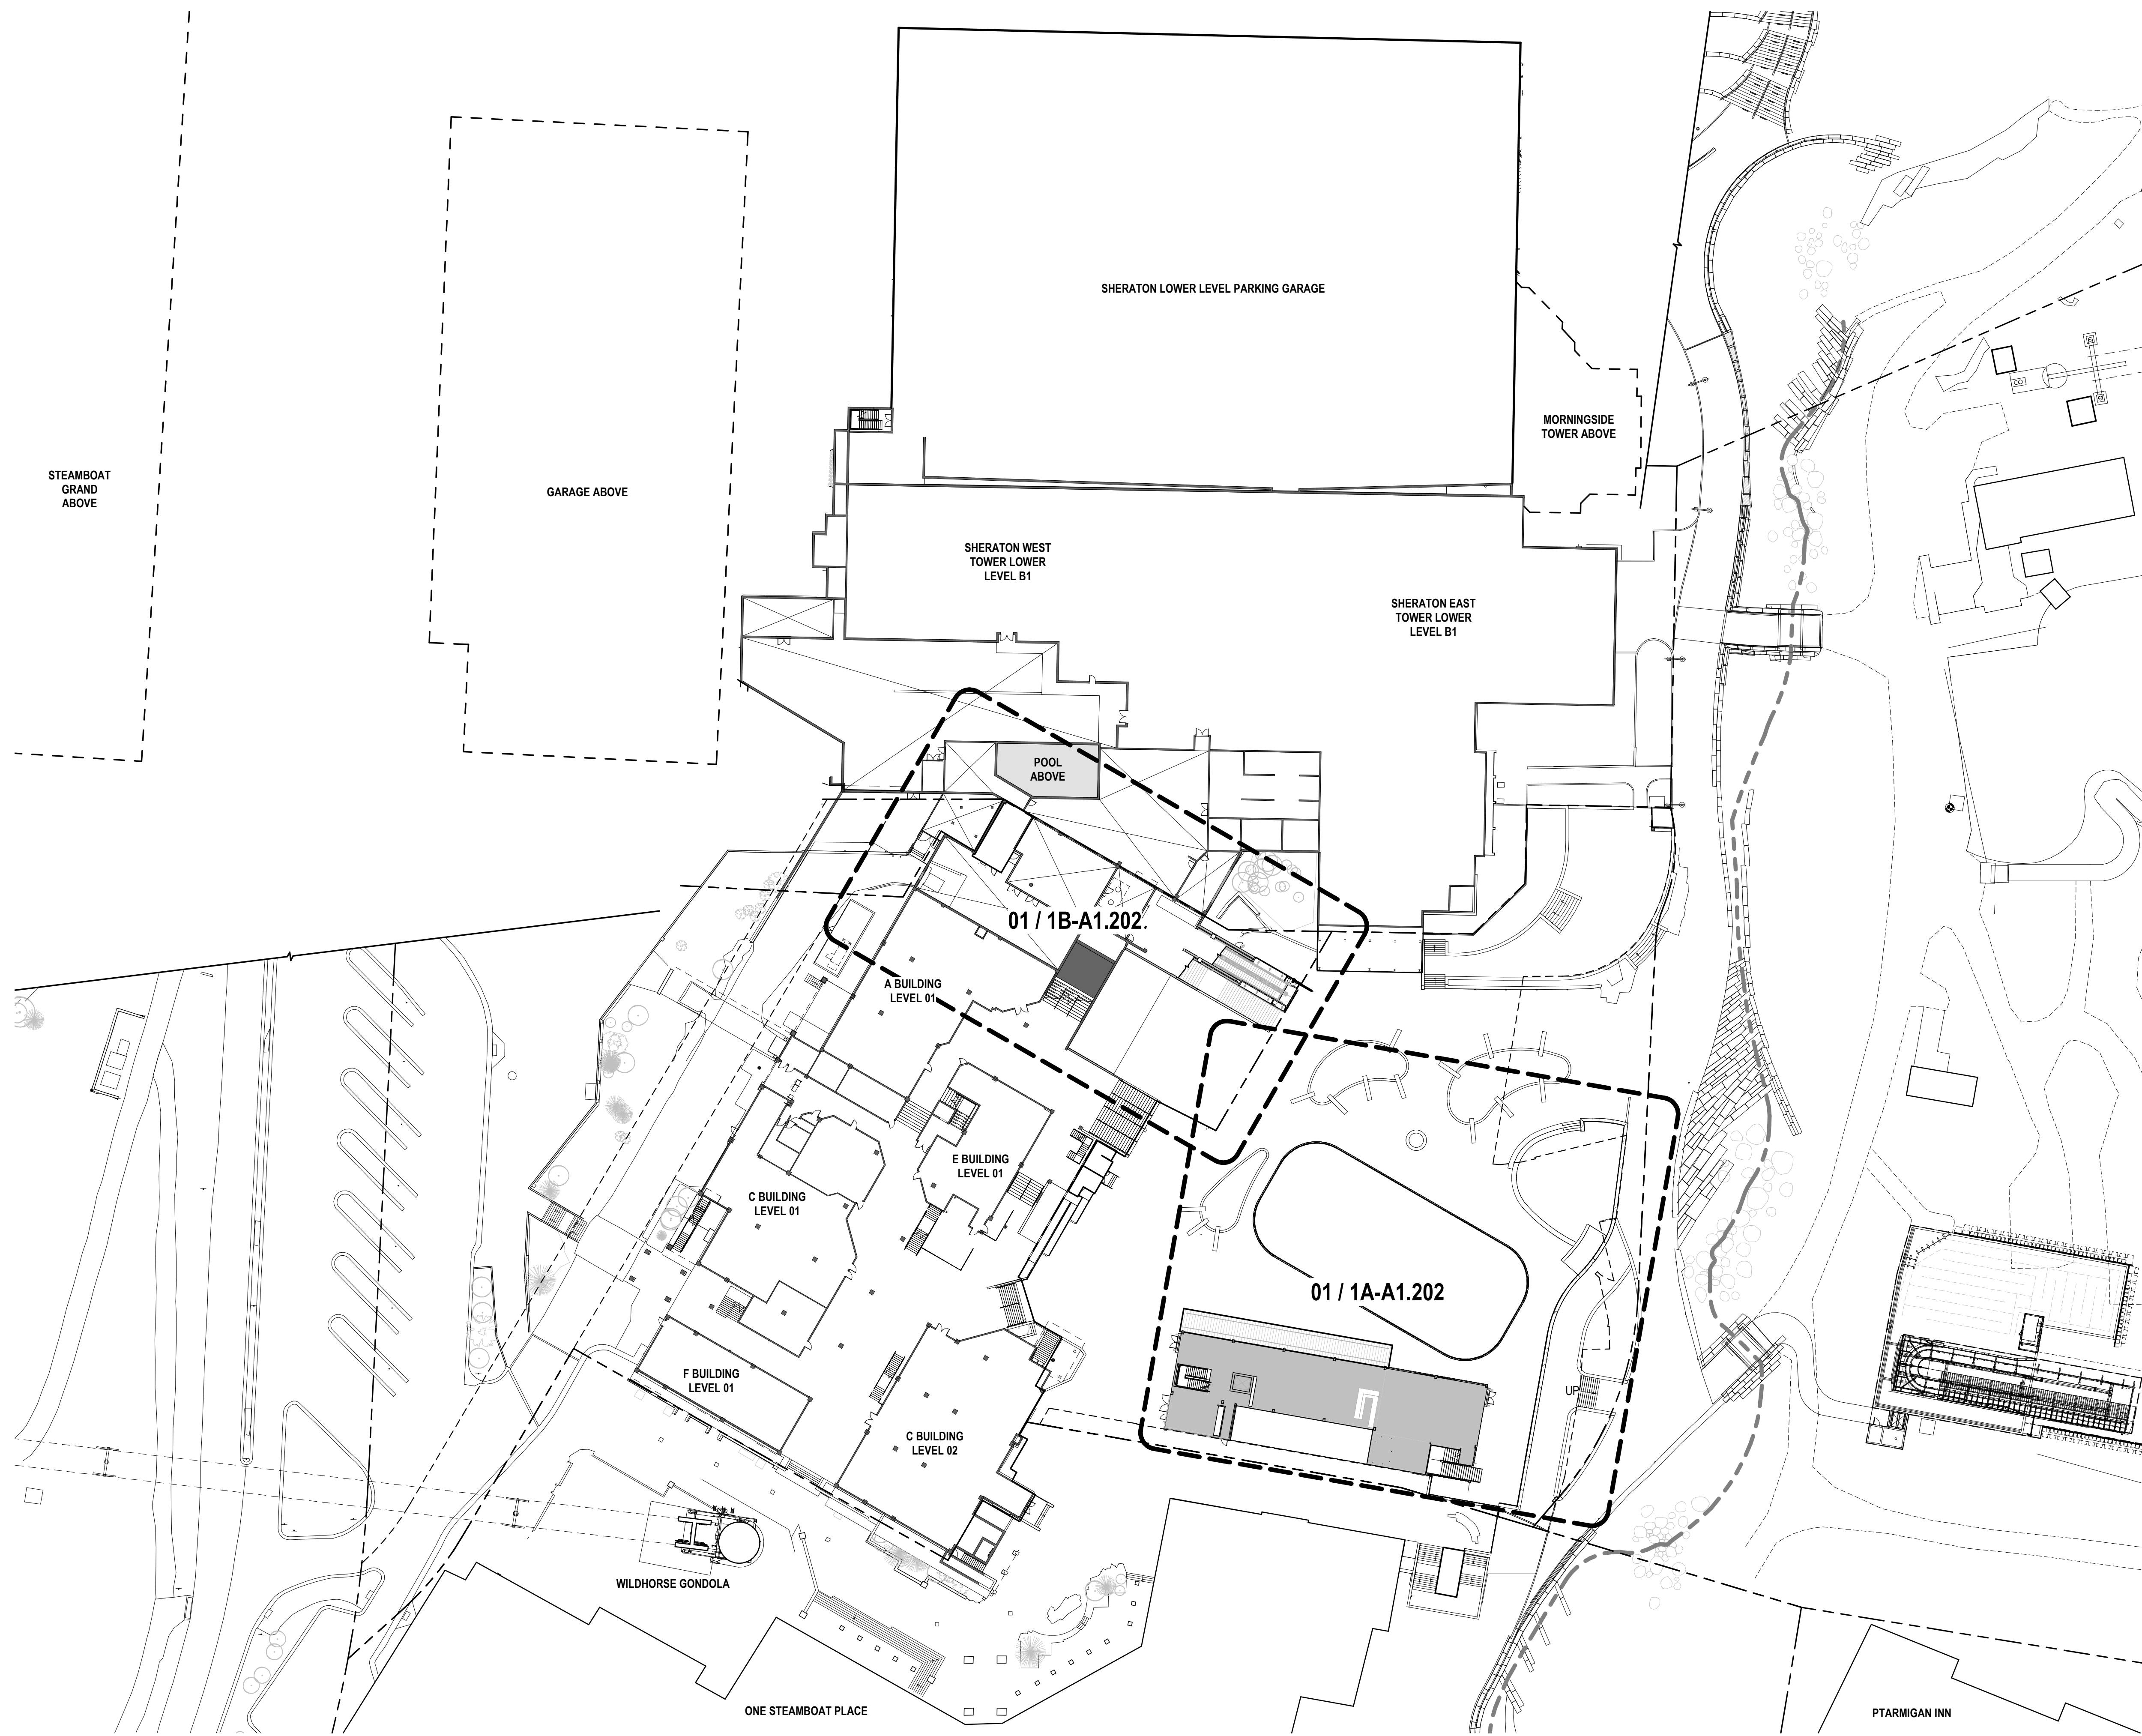 SHERATON LOWER LEVEL PARKING GARAGE
MORNINGSIDE
TOWER ABOVE
STEAMBOAT
GRAND
ABOVE
GARAGE ABOVE
SHERATON WEST
TOWER LOWER
LEVEL B1
SHERATON EAST
TOWER LOWER
LEVEL B1
POOL
ABOVE
01 / 1B-A1.202
A BUILDING
LEVEL 01
E BUILDING
LEVEL 01
C BUILDING
LEVEL 01
01 / 1A-A1.202
F BUILDING
LEVEL 01
UP
C BUILDING
LEVEL 02
WILDHORSE GONDOLA
ONE STEAMBOAT PLACE
PTARMIGAN INN